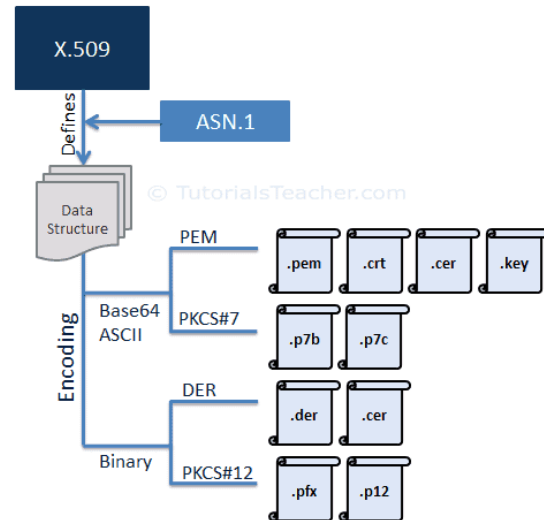 X.509
Defines
ASN.1
© TutorialsTeacher.com
Data
Structure
Encoding
PEM
.pem
.crt
.cer
.key
Base64
ASCII
PKCS#7
.p7b
.p7c
DER
.der
.cer
Binary
PKCS#12
.pfx
.p12